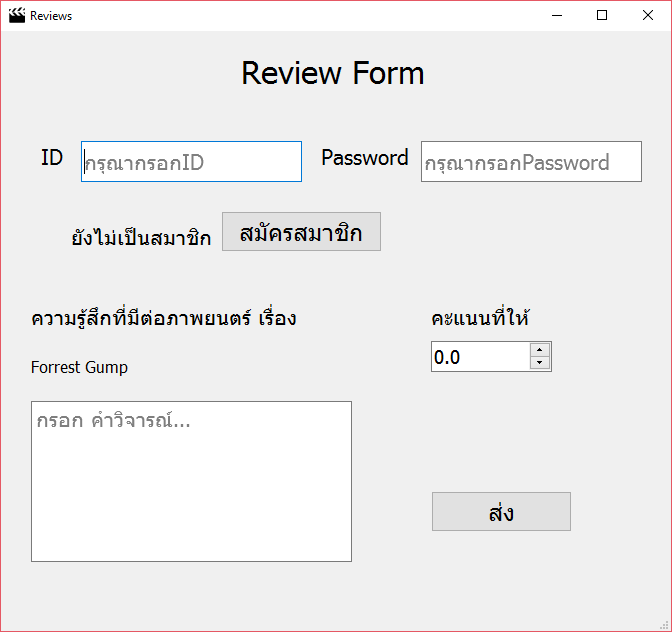 Reviews
Review Form
ID กรุณากรอกID Password กรุณากรอกPassword
ยังไม่เป็นสมาชิก สมัครสมาชิก
ความรู้สึกที่มีต่อภาพยนตร์ เรื่อง คะแนนที่ให้
0.0
Forrest Gump
กรอก คำวิจารณ์...
ส่ง